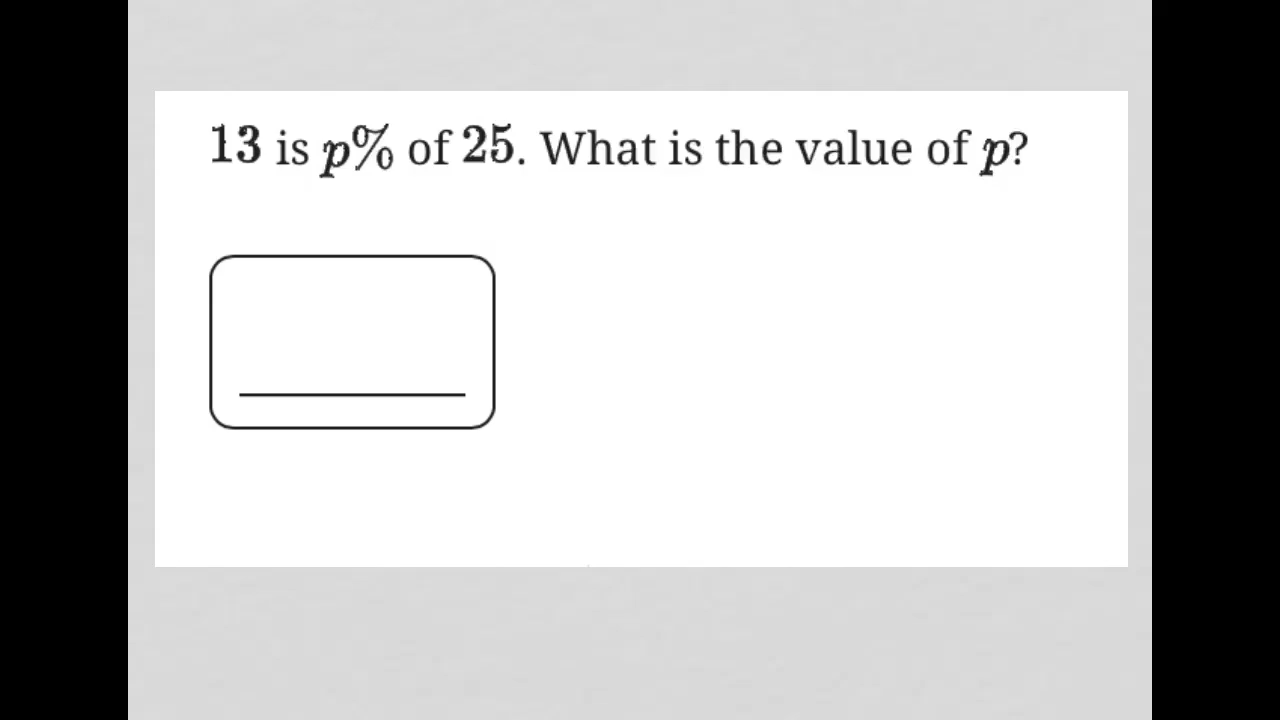 13 is p% of 25. What is the value of p?